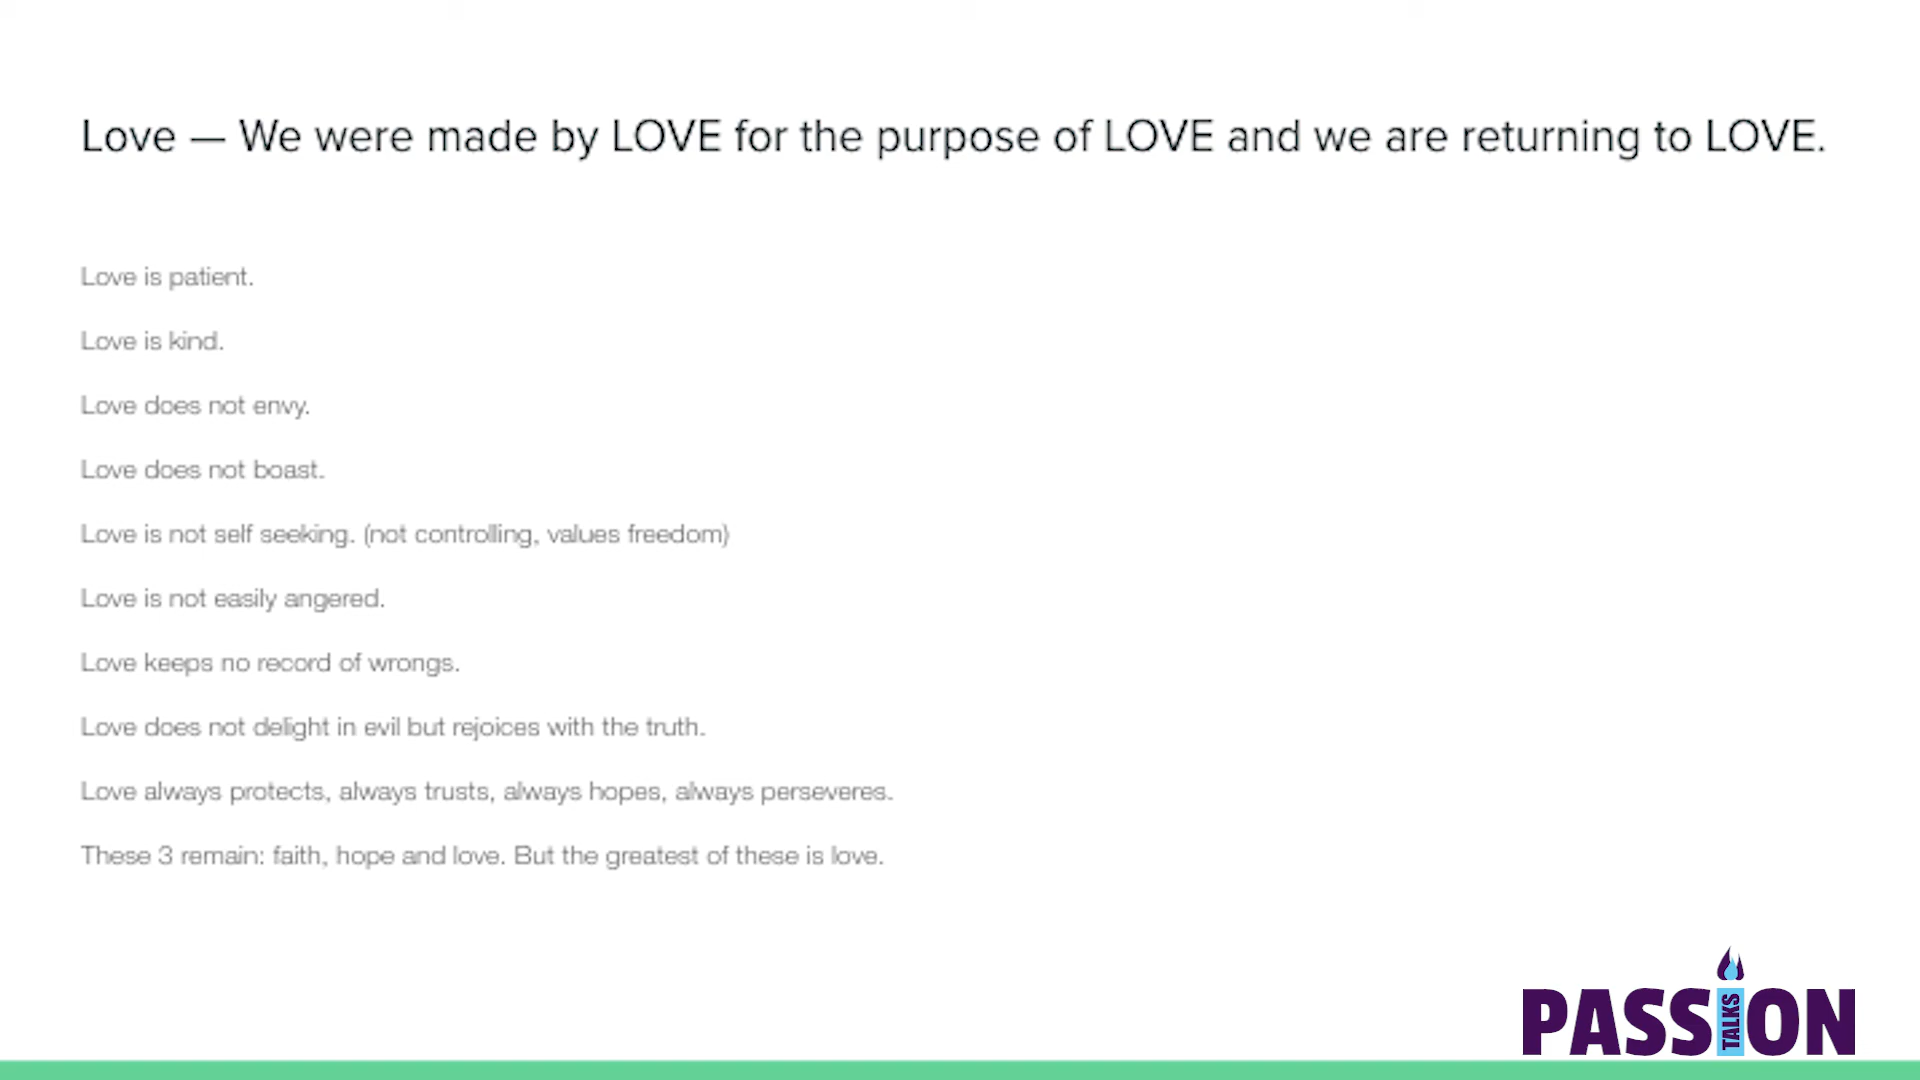 Love — We were made by LOVE for the purpose of LOVE and we are returning to LOVE.
Love is patient.
Love is kind.
Love does not envy.
Love does not boast.
Love is not self seeking. (not controlling, values freedom)
Love is not easily angered.
Love keeps no record of wrongs.
Love does not delight in evil but rejoices with the truth.
Love always protects, always trusts, always hopes, always perseveres.
These 3 remain: faith, hope and love. But the greatest of these is love.
PASSION
TALKS